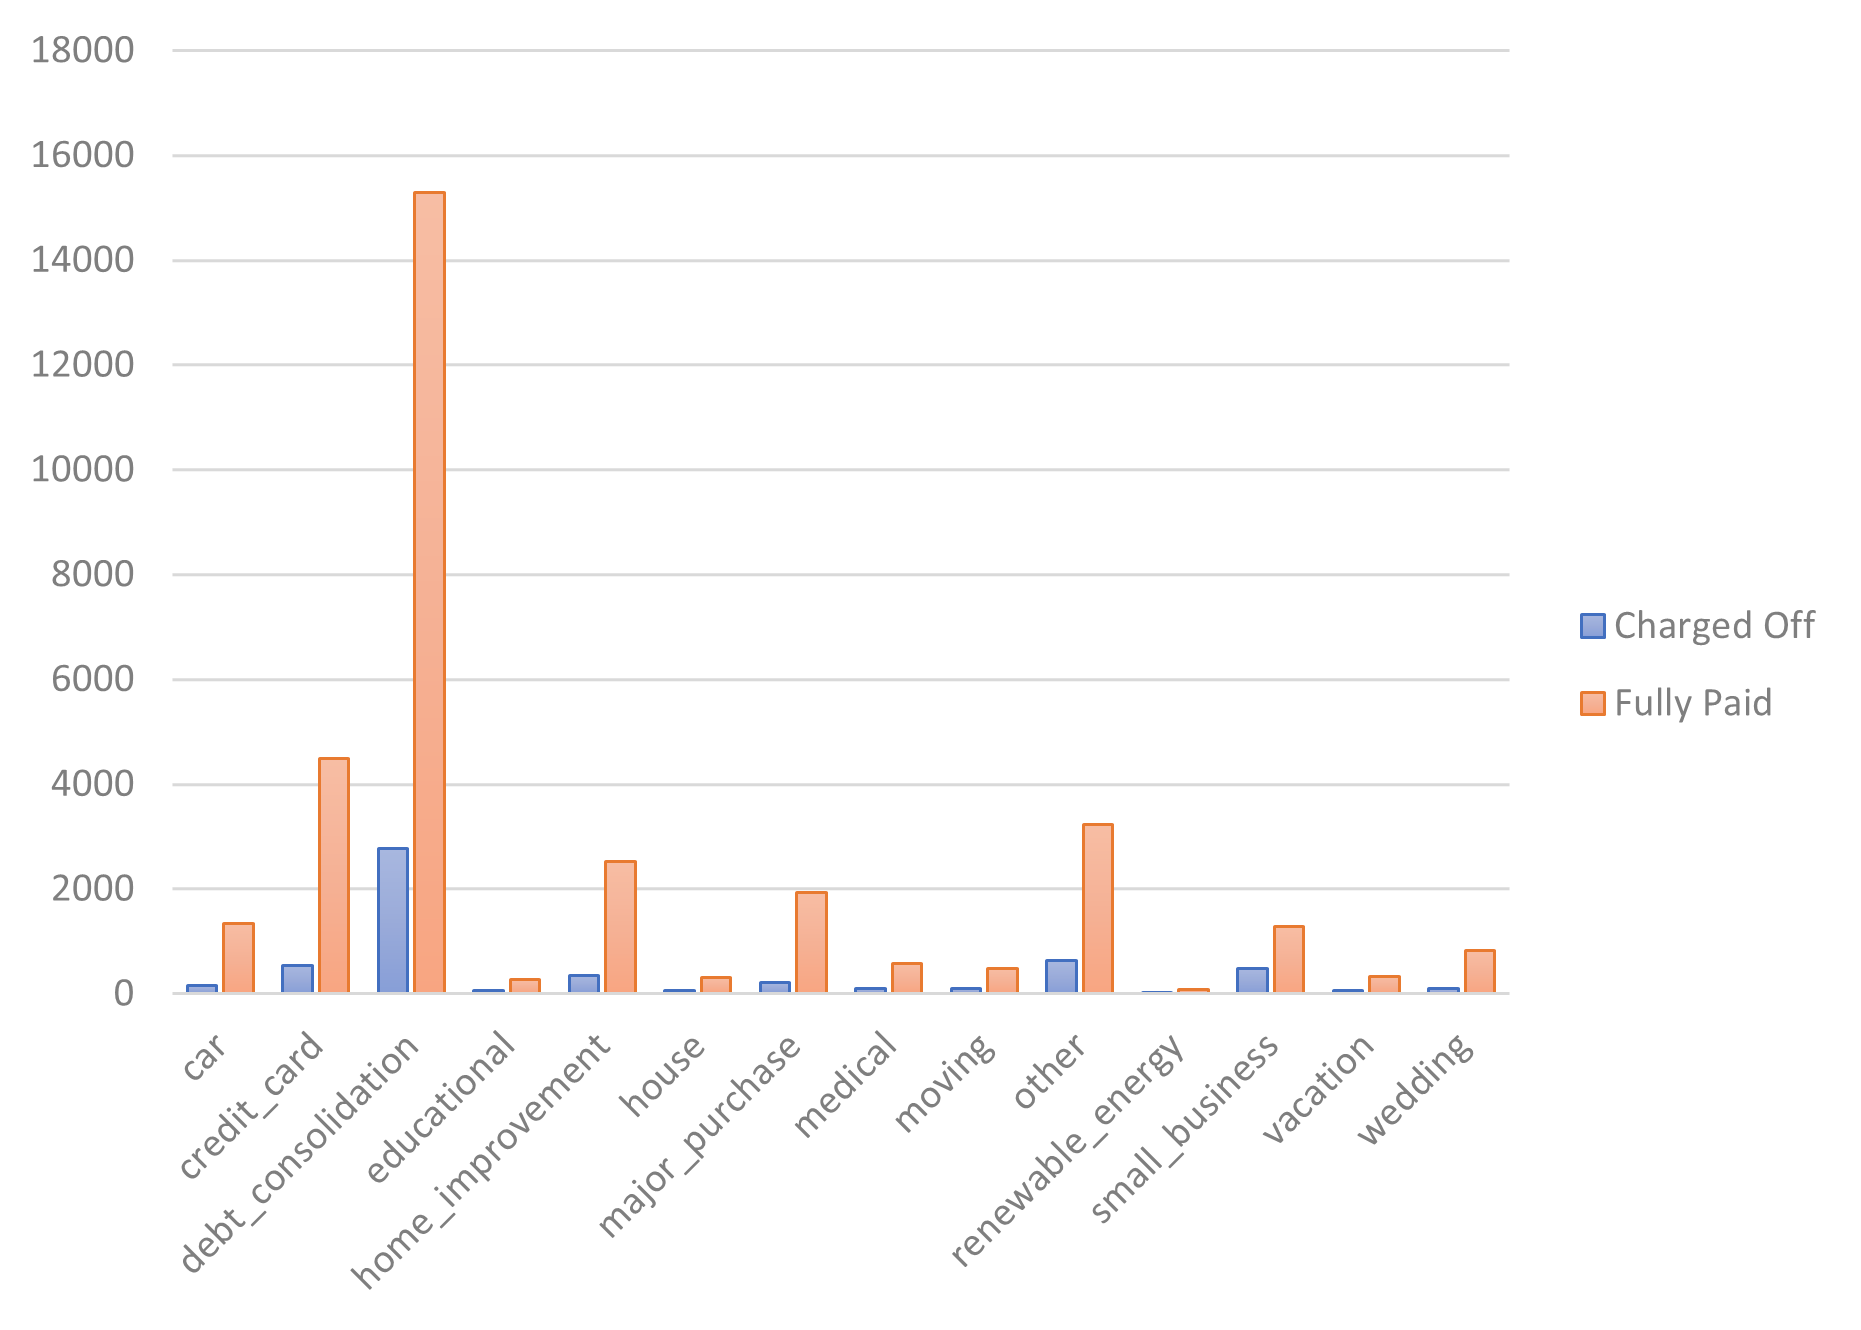 18000
16000
14000
12000
10000
8000
6000
4000
2000
0
car
credit_card
debt_consolidation
educational
home_improvement
house
major_purchase
medical
moving
other
renewable_energy
small_business
vacation
wedding
Charged Off
Fully Paid